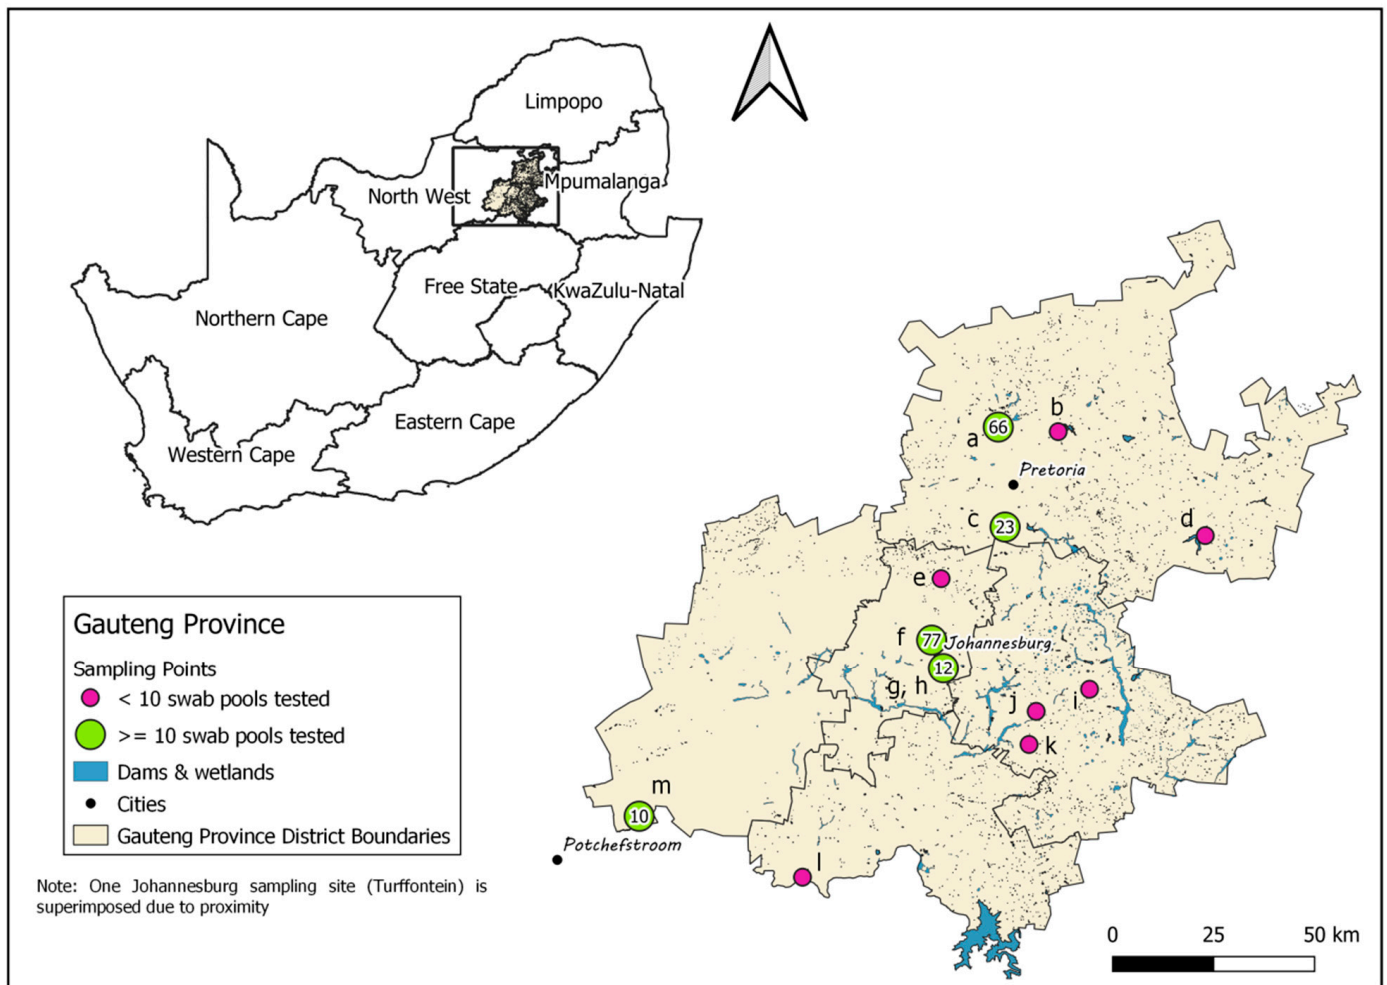 Limpopo
North West
Mpumalanga
Free State
KwaZulu-Natal
Northern Cape
Eastern Cape
Western Cape
a
66
b
Pretoria
c
23
d
e
f
77
Johannesburg
12
g, h
i
j
k
m
10
Potchefstroom
l
Gauteng Province
Sampling Points
< 10 swab pools tested
>= 10 swab pools tested
Dams & wetlands
Cities
Gauteng Province District Boundaries
Note: One Johannesburg sampling site (Turffontein) is
superimposed due to proximity
0 25 50 km